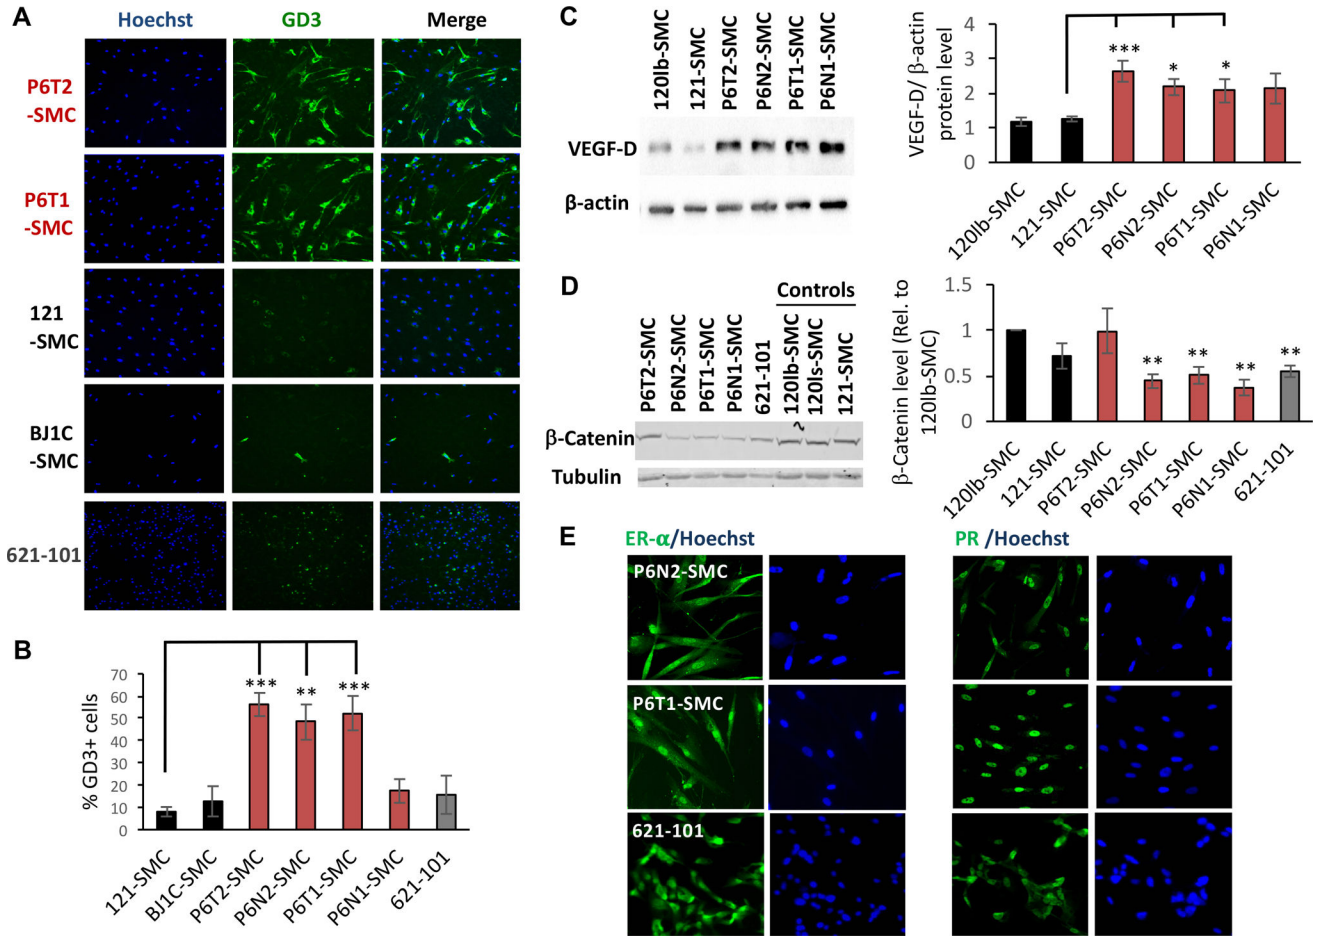 A
Hoechst
GD3
Merge
P6T2
-SMC
P6T1
-SMC
121
-SMC
BJ1C
-SMC
621-101
B
% GD3+ cells
70
60
50
40
30
20
10
0
***
**
***
121-SMC
BJ1C-SMC
P6T2-SMC
P6N2-SMC
P6T1-SMC
P6N1-SMC
621-101
C
120lb-SMC
121-SMC
P6T2-SMC
P6N2-SMC
P6T1-SMC
P6N1-SMC
VEGF-D
β-actin
VEGF-D/ β-actin
protein level
4
3
2
1
0
***
*
*
120lb-SMC
121-SMC
P6T2-SMC
P6N2-SMC
P6T1-SMC
P6N1-SMC
D
Controls
P6T2-SMC
P6N2-SMC
P6T1-SMC
P6N1-SMC
621-101
120lb-SMC
120ls-SMC
121-SMC
~
β-Catenin
Tubulin
β-Catenin level (Rel. to
120lb-SMC)
1.5
1
0.5
0
**
**
**
**
120lb-SMC
121-SMC
P6T2-SMC
P6N2-SMC
P6T1-SMC
P6N1-SMC
621-101
E
ER-α/Hoechst
PR /Hoechst
P6N2-SMC
P6T1-SMC
621-101